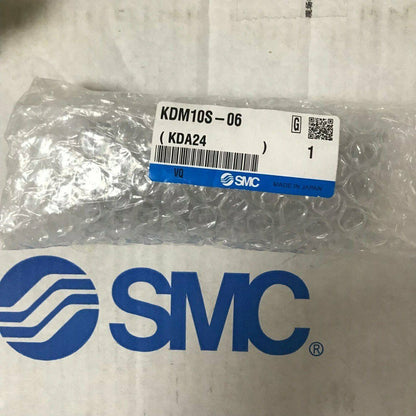 KDM10S-06
G
(KDA24 )
1
VQ
SMC
MADE IN JAPAN
SMC®